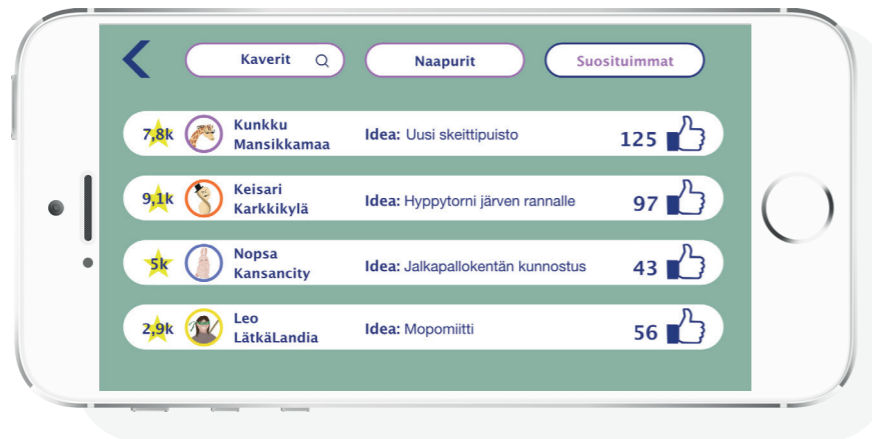 Kaverit
Naapurit
Suosituimmat
7,8k
Kunkku
Mansikkamaa
Idea: Uusi skeittipuisto
125
9,1k
Keisari
Karkkikylä
Idea: Hyppytorni järven rannalle
97
5k
Nopsa
Kansancity
Idea: Jalkapallokentän kunnostus
43
2,9k
Leo
LätkäLandia
Idea: Mopomiitti
56